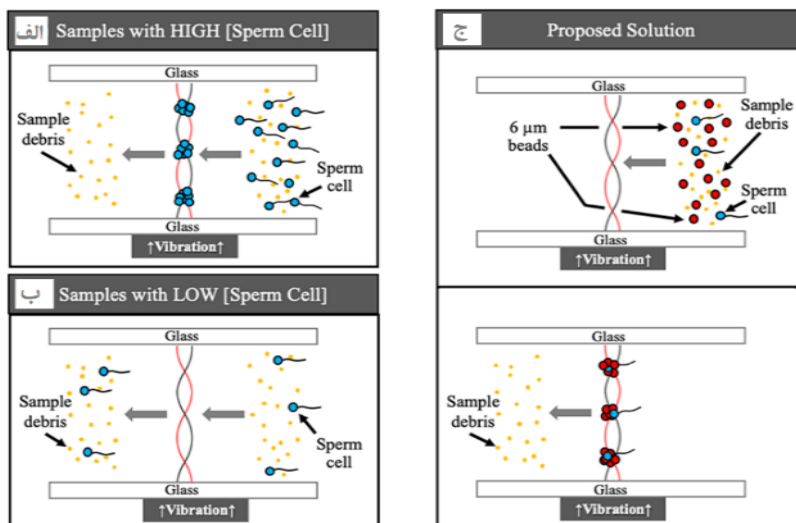 الف Samples with HIGH [Sperm Cell]
Glass
Sample
debris
Sperm
cell
Glass
↑Vibration↑
ب Samples with LOW [Sperm Cell]
Glass
Sample
debris
Sperm
cell
Glass
↑Vibration↑
ج Proposed Solution
Glass
6 µm
beads
Sample
debris
Sperm
cell
Glass
↑Vibration↑
Glass
Sample
debris
Glass
↑Vibration↑